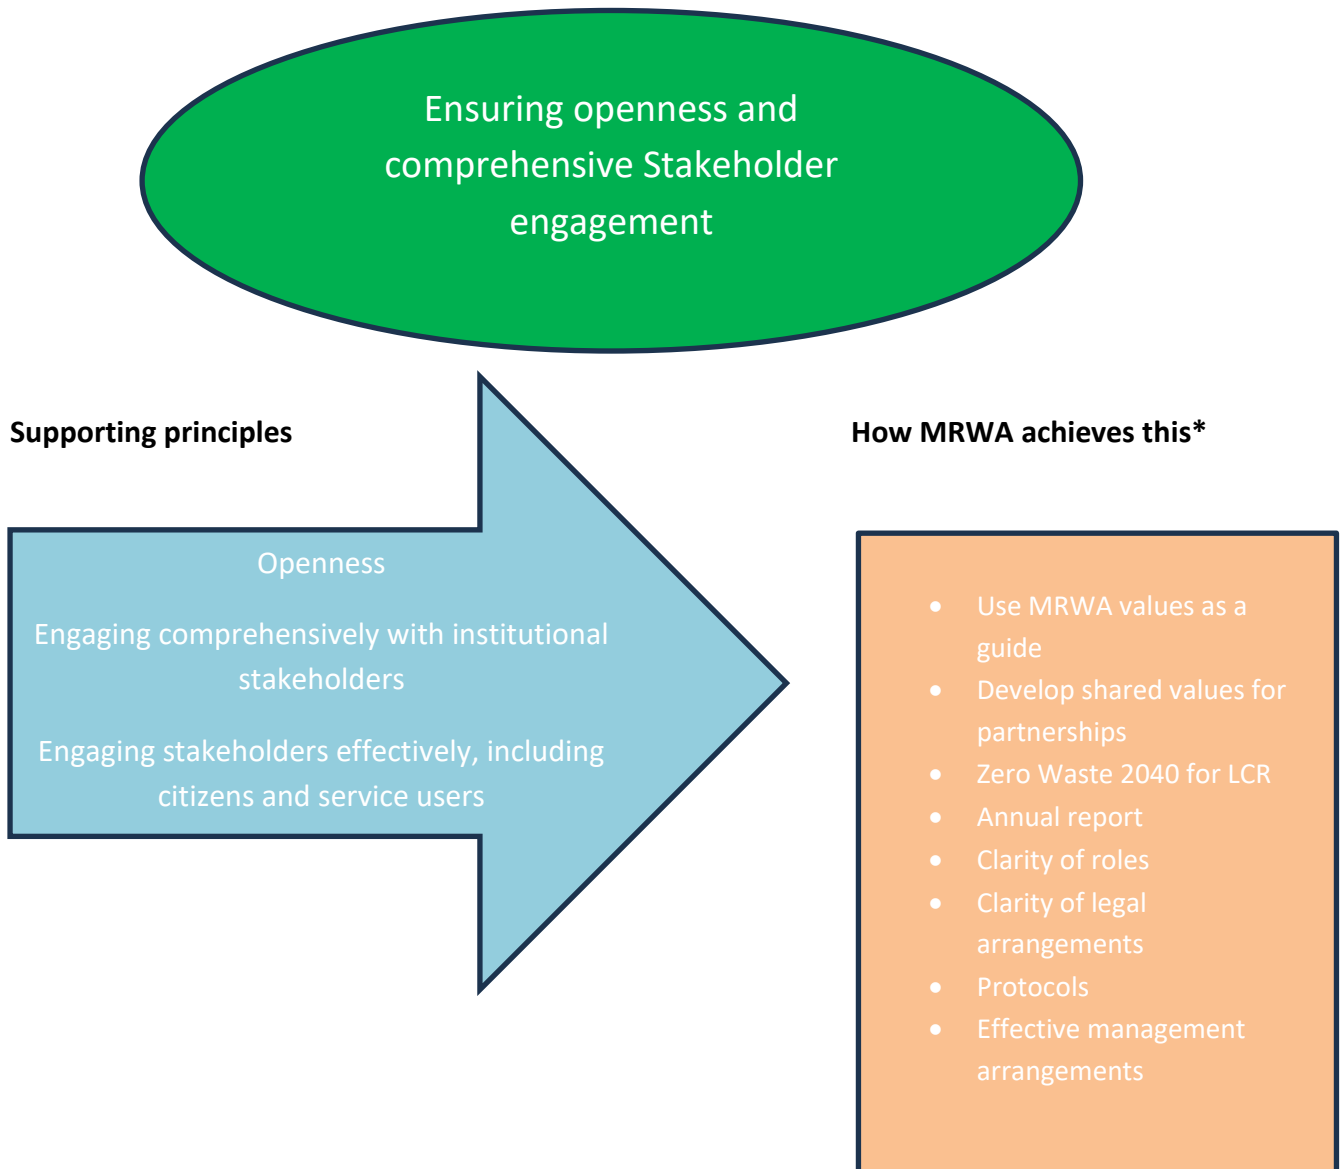 Ensuring openness and
comprehensive Stakeholder
engagement
Supporting principles
How MRWA achieves this*
Openness
Engaging comprehensively with institutional
stakeholders
Engaging stakeholders effectively, including
citizens and service users
• Use MRWA values as a
guide
• Develop shared values for
partnerships
• Zero Waste 2040 for LCR
• Annual report
• Clarity of roles
• Clarity of legal
arrangements
• Protocols
• Effective management
arrangements